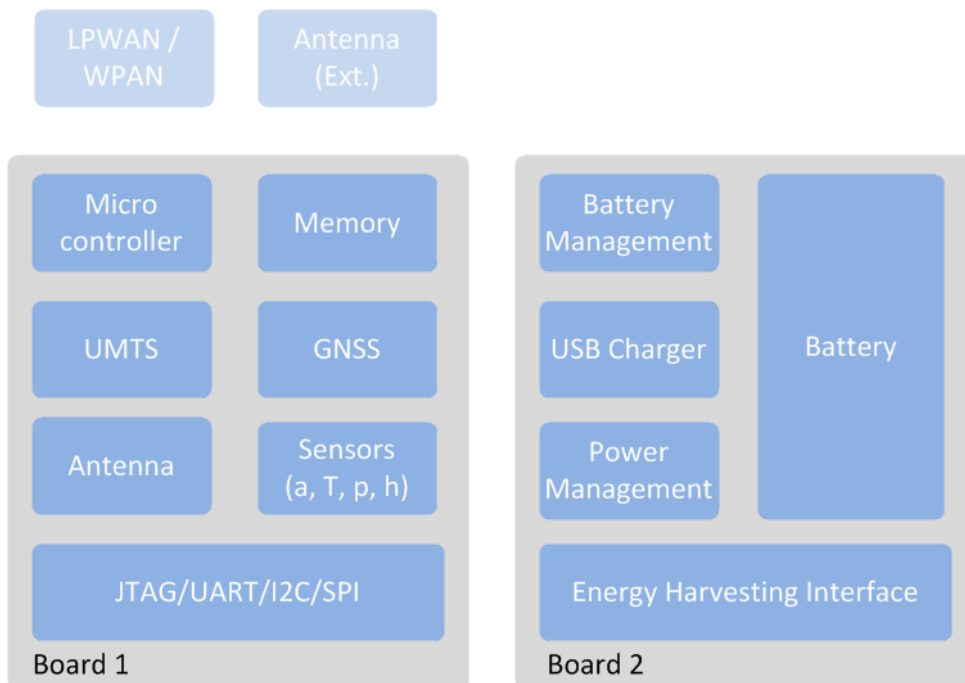 LPWAN /
WPAN
Antenna
(Ext.)
Micro
controller
Memory
UMTS
GNSS
Antenna
Sensors
(a, T, p, h)
JTAG/UART/I2C/SPI
Board 1
Battery
Management
Battery
USB Charger
Power
Management
Energy Harvesting Interface
Board 2